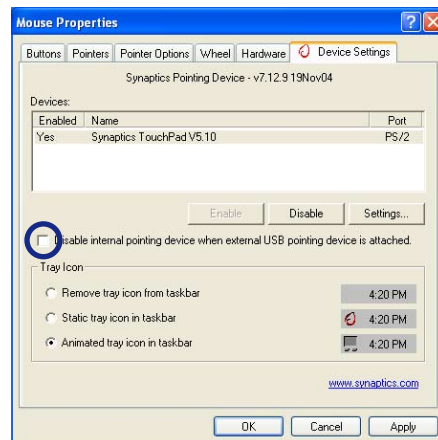 Mouse Properties
Buttons Pointers Pointer Options Wheel Hardware Device Settings
Synaptics Pointing Device - v7.12.9 19Nov04
Devices:
Enabled Name Port
Yes Synaptics TouchPad V5.10 PS/2
Enable Disable Settings...
Disable internal pointing device when external USB pointing device is attached.
Tray Icon
Remove tray icon from taskbar 4:20 PM
Static tray icon in taskbar 4:20 PM
Animated tray icon in taskbar 4:20 PM
www.synaptics.com
OK Cancel Apply